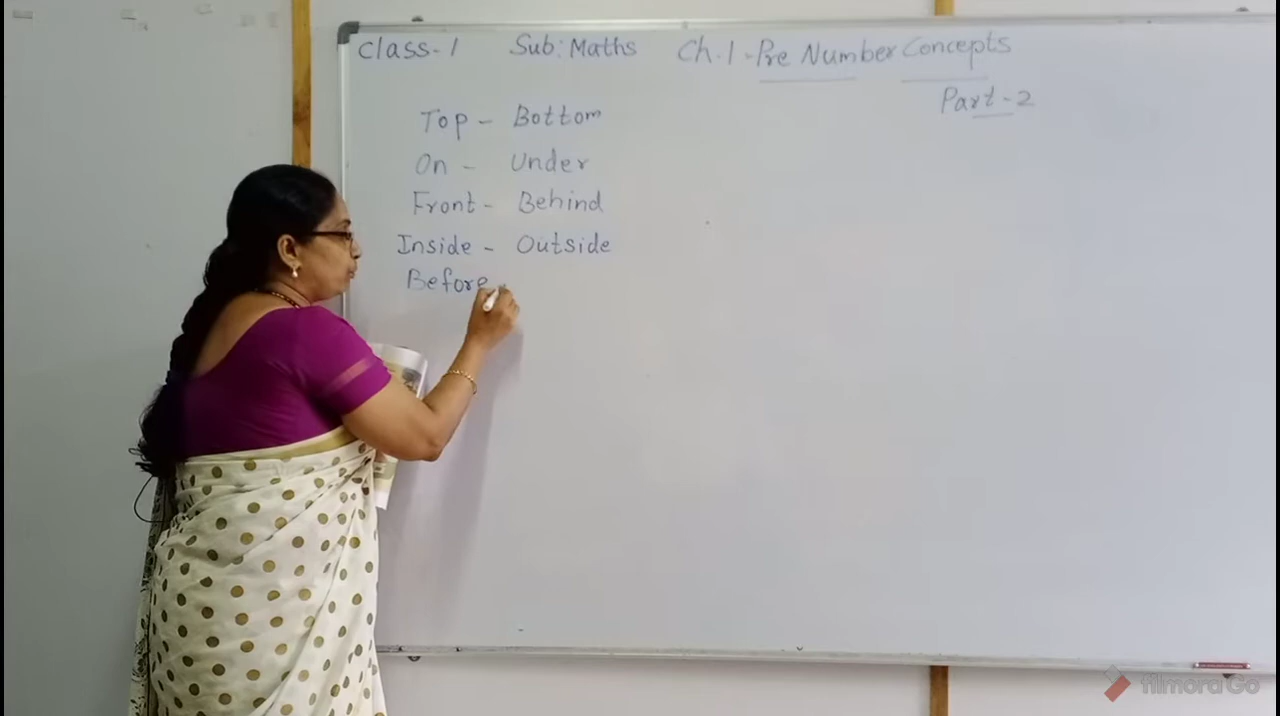 Class-1 Sub: Maths Ch.1-Pre Number Concepts
Part-2
Top - Bottom
On - Under
Front - Behind
Inside - Outside
Before
filmoraGo